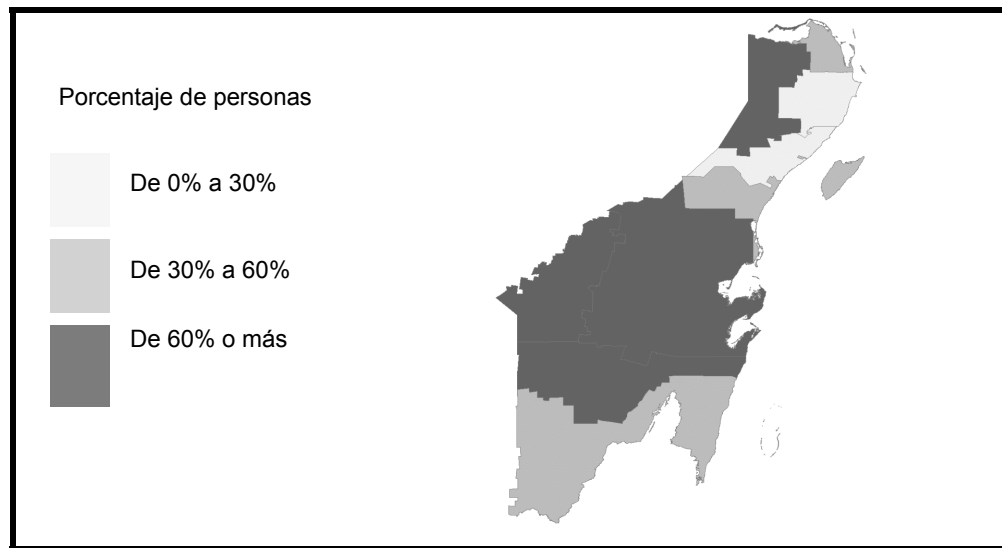 Porcentaje de personas
De 0% a 30%
De 30% a 60%
De 60% o más